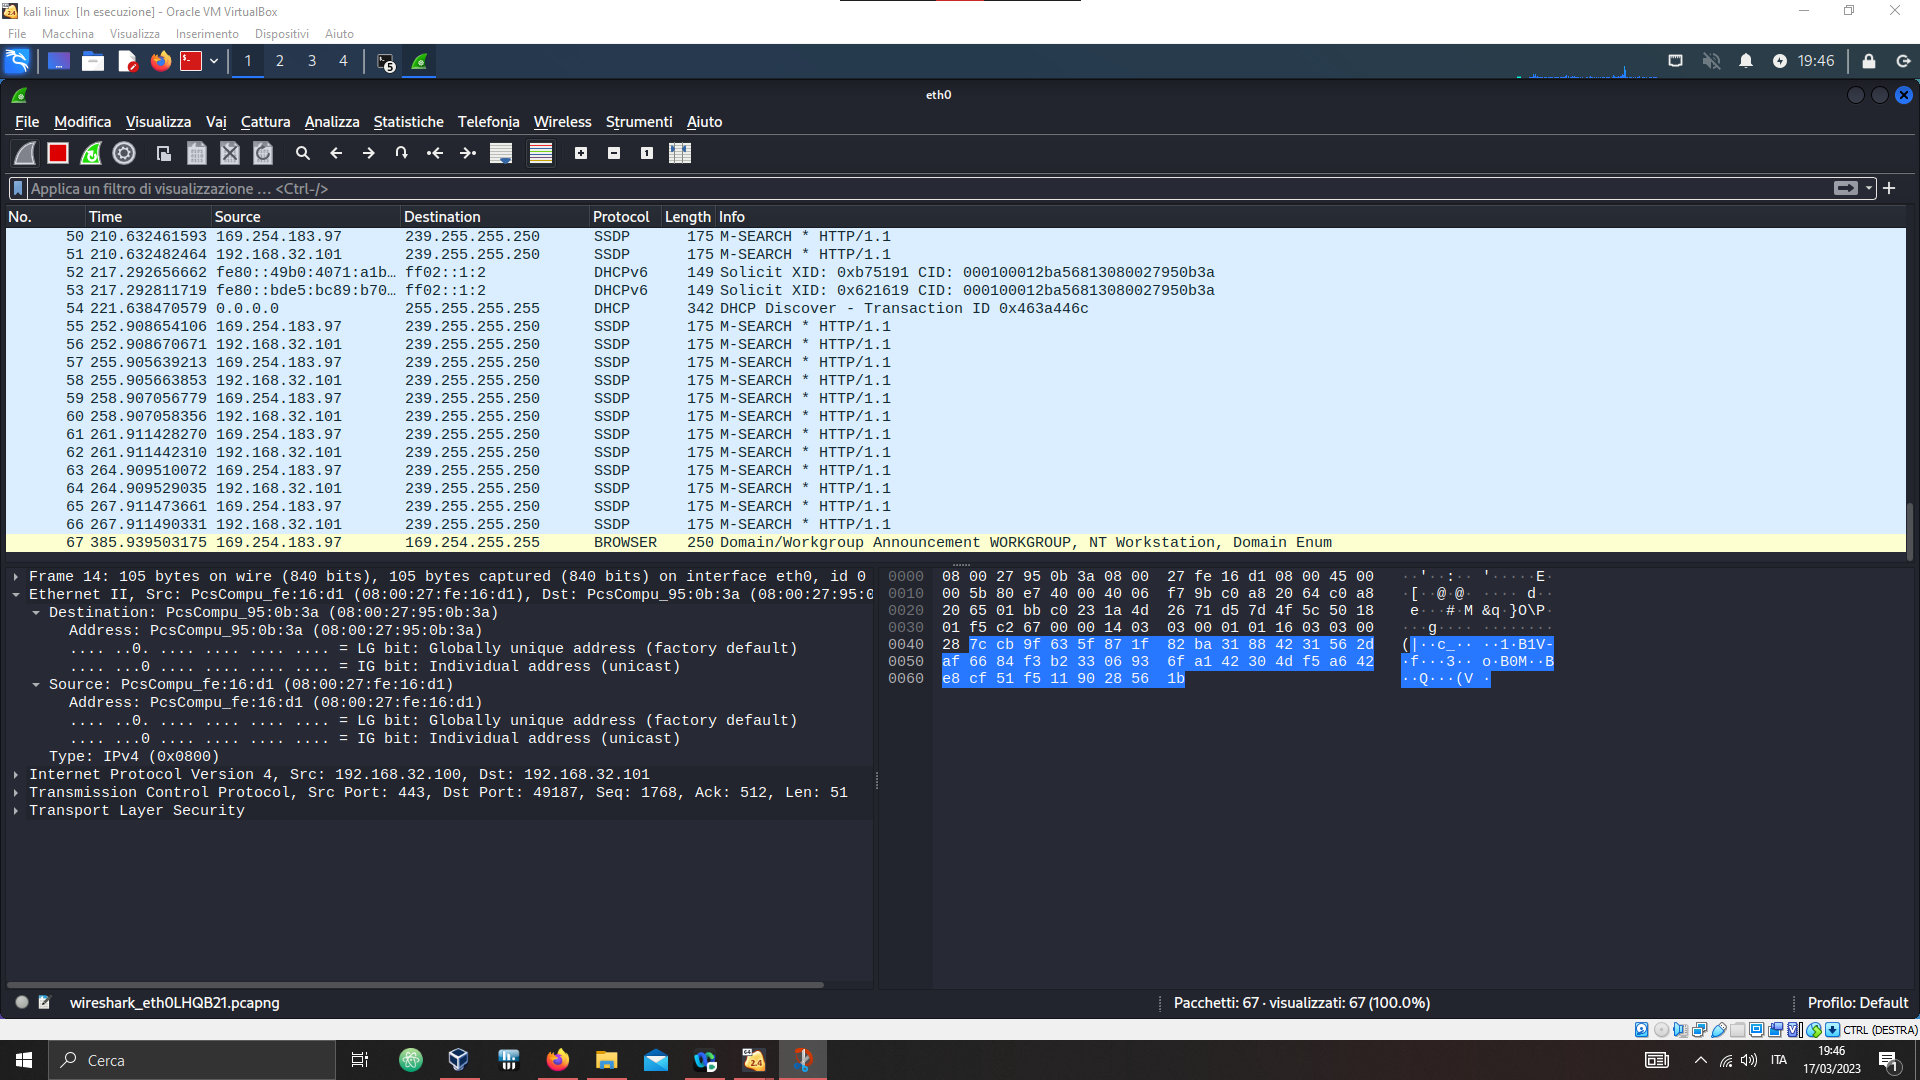 kali linux  [In esecuzione] - Oracle VM VirtualBox
File Macchina Visualizza Inserimento Dispositivi Aiuto
1 2 3 4 5 19:46
eth0
File Modifica Visualizza Vai Cattura Analizza Statistiche Telefonia Wireless Strumenti Aiuto
Applica un filtro di visualizzazione … <Ctrl-/>
No. Time Source Destination Protocol Length Info
50 210.632461593 169.254.183.97 239.255.255.250 SSDP 175 M-SEARCH * HTTP/1.1
51 210.632482464 192.168.32.101 239.255.255.250 SSDP 175 M-SEARCH * HTTP/1.1
52 217.292656662 fe80::49b0:4071:a1b… ff02::1:2 DHCPv6 149 Solicit XID: 0xb75191 CID: 000100012ba56813080027950b3a
53 217.292811719 fe80::bde5:bc89:b70… ff02::1:2 DHCPv6 149 Solicit XID: 0x621619 CID: 000100012ba56813080027950b3a
54 221.638470579 0.0.0.0 255.255.255.255 DHCP 342 DHCP Discover - Transaction ID 0x463a446c
55 252.908654106 169.254.183.97 239.255.255.250 SSDP 175 M-SEARCH * HTTP/1.1
56 252.908670671 192.168.32.101 239.255.255.250 SSDP 175 M-SEARCH * HTTP/1.1
57 255.905639213 169.254.183.97 239.255.255.250 SSDP 175 M-SEARCH * HTTP/1.1
58 255.905663853 192.168.32.101 239.255.255.250 SSDP 175 M-SEARCH * HTTP/1.1
59 258.907056779 169.254.183.97 239.255.255.250 SSDP 175 M-SEARCH * HTTP/1.1
60 258.907058356 192.168.32.101 239.255.255.250 SSDP 175 M-SEARCH * HTTP/1.1
61 261.911428270 169.254.183.97 239.255.255.250 SSDP 175 M-SEARCH * HTTP/1.1
62 261.911442310 192.168.32.101 239.255.255.250 SSDP 175 M-SEARCH * HTTP/1.1
63 264.909510072 169.254.183.97 239.255.255.250 SSDP 175 M-SEARCH * HTTP/1.1
64 264.909529035 192.168.32.101 239.255.255.250 SSDP 175 M-SEARCH * HTTP/1.1
65 267.911473661 169.254.183.97 239.255.255.250 SSDP 175 M-SEARCH * HTTP/1.1
66 267.911490331 192.168.32.101 239.255.255.250 SSDP 175 M-SEARCH * HTTP/1.1
67 385.939503175 169.254.183.97 169.254.255.255 BROWSER 250 Domain/Workgroup Announcement WORKGROUP, NT Workstation, Domain Enum
Frame 14: 105 bytes on wire (840 bits), 105 bytes captured (840 bits) on interface eth0, id 0
Ethernet II, Src: PcsCompu_fe:16:d1 (08:00:27:fe:16:d1), Dst: PcsCompu_95:0b:3a (08:00:27:95:0
Destination: PcsCompu_95:0b:3a (08:00:27:95:0b:3a)
Address: PcsCompu_95:0b:3a (08:00:27:95:0b:3a)
.... ..0. .... .... .... .... = LG bit: Globally unique address (factory default)
.... ...0 .... .... .... .... = IG bit: Individual address (unicast)
Source: PcsCompu_fe:16:d1 (08:00:27:fe:16:d1)
Address: PcsCompu_fe:16:d1 (08:00:27:fe:16:d1)
.... ..0. .... .... .... .... = LG bit: Globally unique address (factory default)
.... ...0 .... .... .... .... = IG bit: Individual address (unicast)
Type: IPv4 (0x0800)
Internet Protocol Version 4, Src: 192.168.32.100, Dst: 192.168.32.101
Transmission Control Protocol, Src Port: 443, Dst Port: 49187, Seq: 1768, Ack: 512, Len: 51
Transport Layer Security
0000 08 00 27 95 0b 3a 08 00 27 fe 16 d1 08 00 45 00 ··'··:·· '·····E·
0010 00 5b 80 e7 40 00 40 06 f7 9b c0 a8 20 64 c0 a8 ·[··@·@· ···· d··
0020 20 65 01 bb c0 23 1a 4d 26 71 d5 7d 4f 5c 50 18 e···#·M &q·}O\P·
0030 01 f5 c2 67 00 00 14 03 03 00 01 01 16 03 03 00 ···g···· ········
0040 28 7c cb 9f 63 5f 87 1f 82 ba 31 88 42 31 56 2d (|··c_·· ··1·B1V-
0050 af 66 84 f3 b2 33 06 93 6f a1 42 30 4d f5 a6 42 ·f···3·· o·B0M··B
0060 e8 cf 51 f5 11 90 28 56 1b ··Q···(V ·
wireshark_eth0LHQB21.pcapng Pacchetti: 67 · visualizzati: 67 (100.0%) Profilo: Default
CTRL (DESTRA)
Cerca ITA 19:46
17/03/2023 1